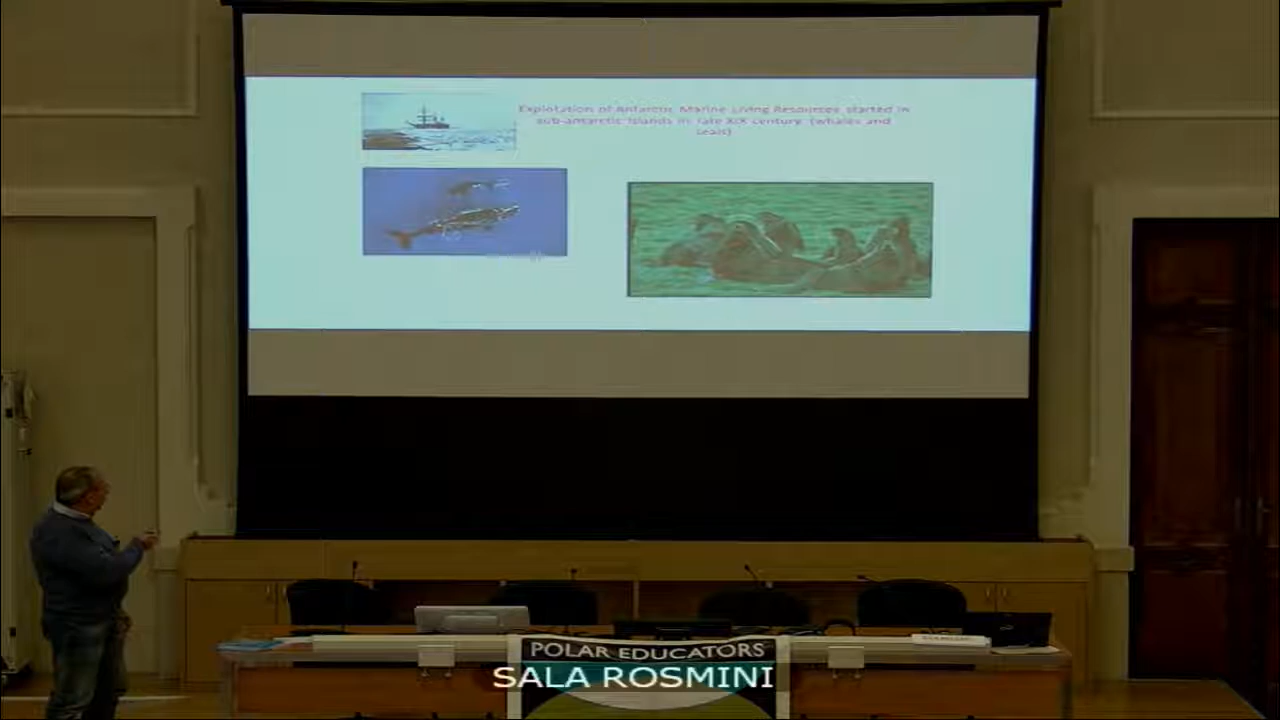 Exploitation of Antarctic Marine Living Resources started in
sub-antarctic Islands in late XIX century (whales and
seals)
POLAR EDUCATORS
SALA ROSMINI